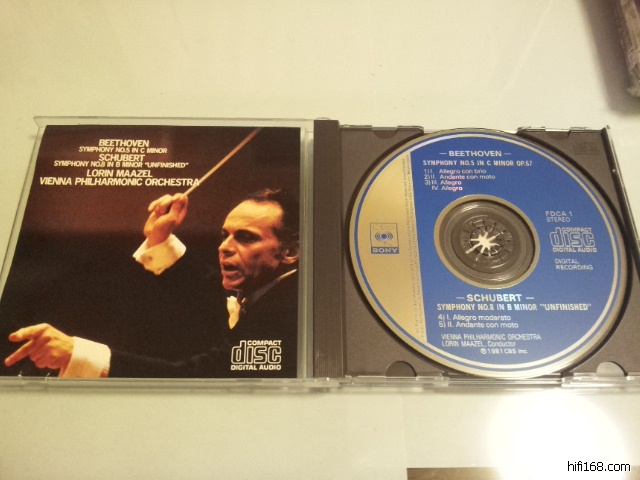 BEETHOVEN
SYMPHONY NO.5 IN C MINOR
SCHUBERT
SYMPHONY NO.8 IN B MINOR "UNFINISHED"
LORIN MAAZEL
VIENNA PHILHARMONIC ORCHESTRA
COMPACT
disc
DIGITAL AUDIO
– BEETHOVEN –
SYMPHONY NO.5 IN C MINOR OP.67
1) I. Allegro con brio
2) II. Andante con moto
3) III. Allegro
IV. Allegro
SONY
FDCA 1
STEREO
COMPACT
disc
DIGITAL AUDIO
DIGITAL
RECORDING
– SCHUBERT –
SYMPHONY NO.8 IN B MINOR "UNFINISHED"
4) I. Allegro moderato
5) II. Andante con moto
VIENNA PHILHARMONIC ORCHESTRA
LORIN MAAZEL, Conductor
℗ 1981 CBS Inc.
hifi168.com